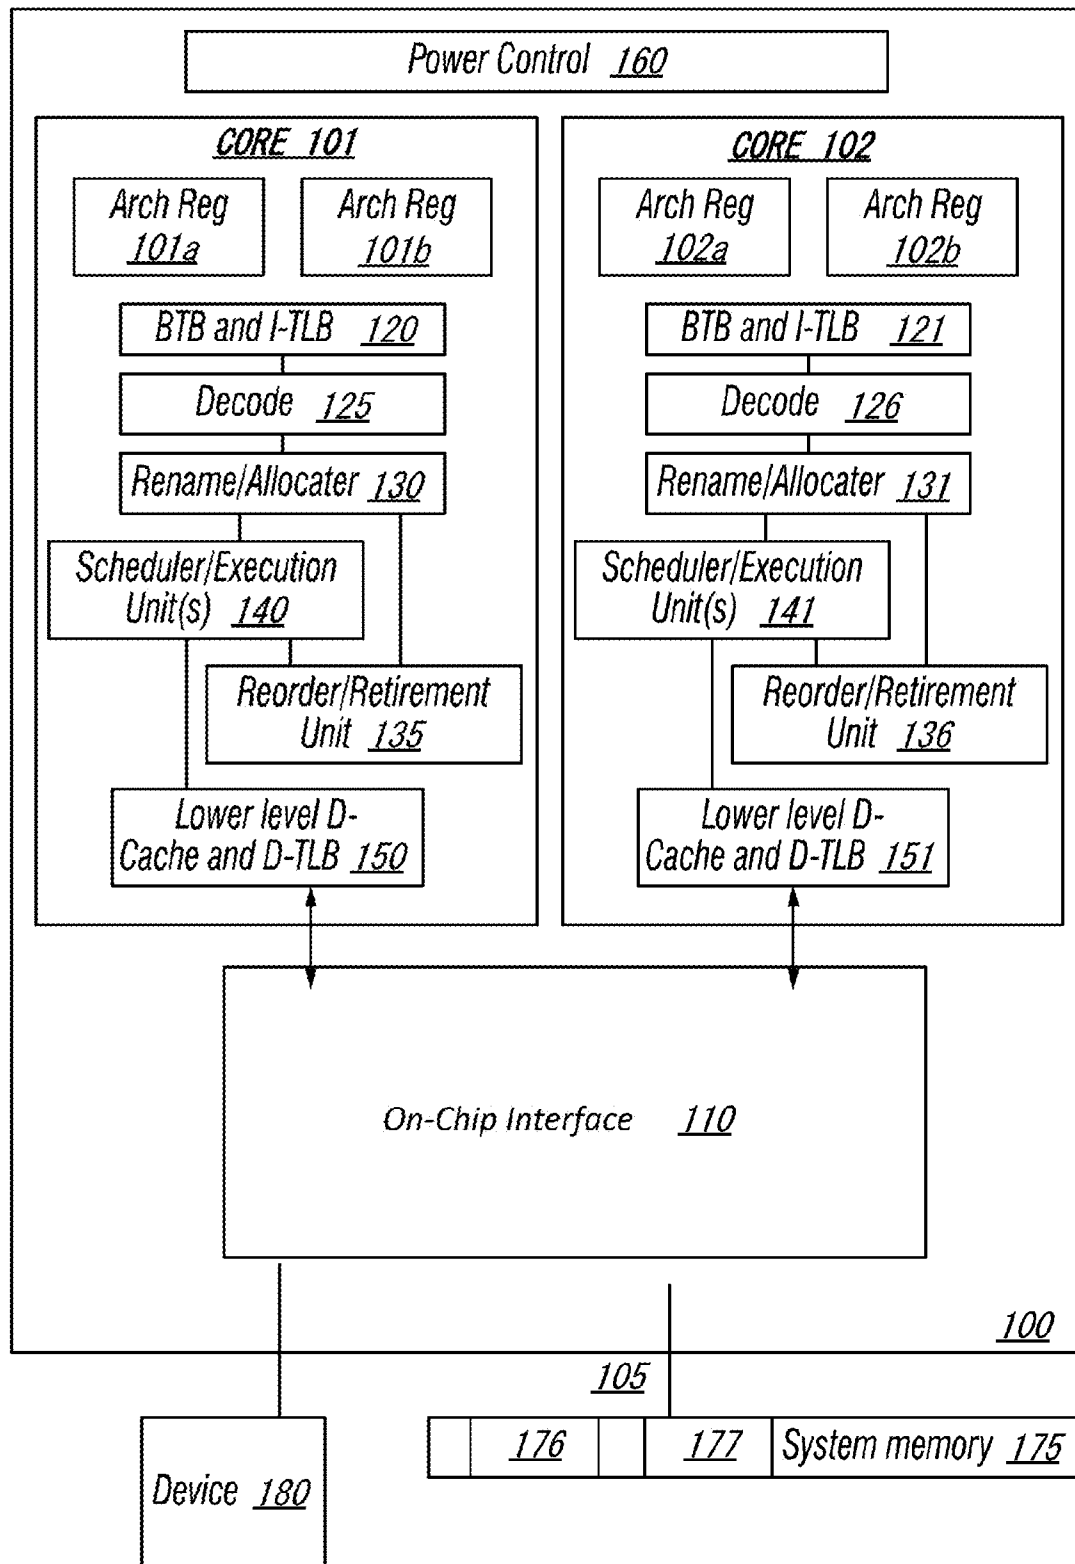 Power Control 160
CORE 101
Arch Reg
101a
Arch Reg
101b
BTB and I-TLB 120
Decode 125
Rename/Allocater 130
Scheduler/Execution
Unit(s) 140
Reorder/Retirement
Unit 135
Lower level D-
Cache and D-TLB 150
CORE 102
Arch Reg
102a
Arch Reg
102b
BTB and I-TLB 121
Decode 126
Rename/Allocater 131
Scheduler/Execution
Unit(s) 141
Reorder/Retirement
Unit 136
Lower level D-
Cache and D-TLB 151
On-Chip Interface 110
100
105
176 177 System memory 175
Device 180